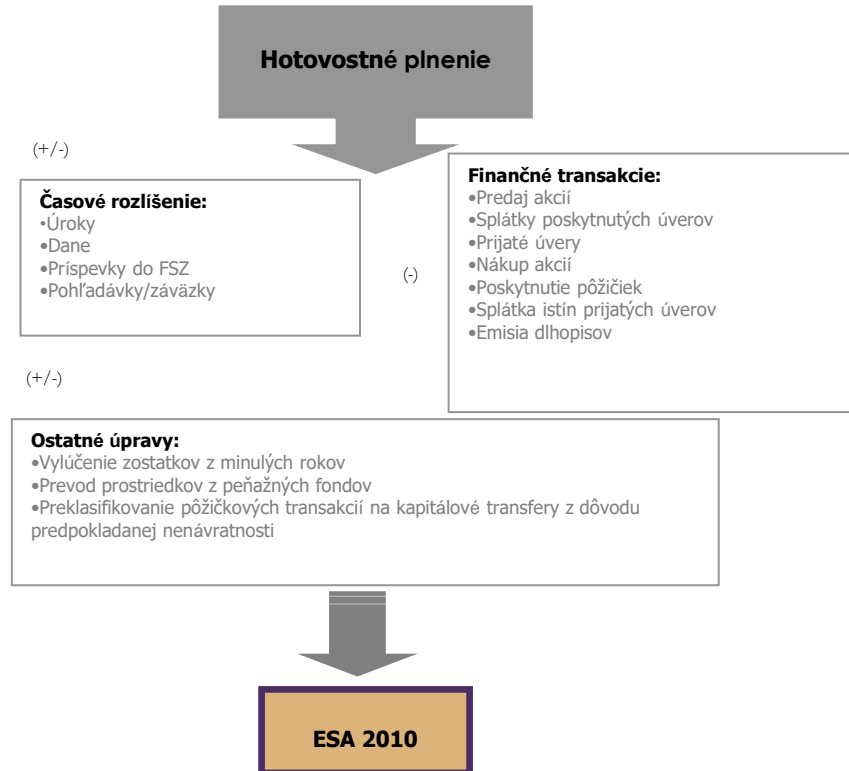 Hotovostné plnenie
(+/-)
Časové rozlíšenie:
•Úroky
•Dane
•Príspevky do FSZ
•Pohľadávky/záväzky
(-)
Finančné transakcie:
•Predaj akcií
•Splátky poskytnutých úverov
•Prijaté úvery
•Nákup akcií
•Poskytnutie pôžičiek
•Splátka istín prijatých úverov
•Emisia dlhopisov
(+/-)
Ostatné úpravy:
•Vylúčenie zostatkov z minulých rokov
•Prevod prostriedkov z peňažných fondov
•Preklasifikovanie pôžičkových transakcií na kapitálové transfery z dôvodu
predpokladanej nenávratnosti
ESA 2010